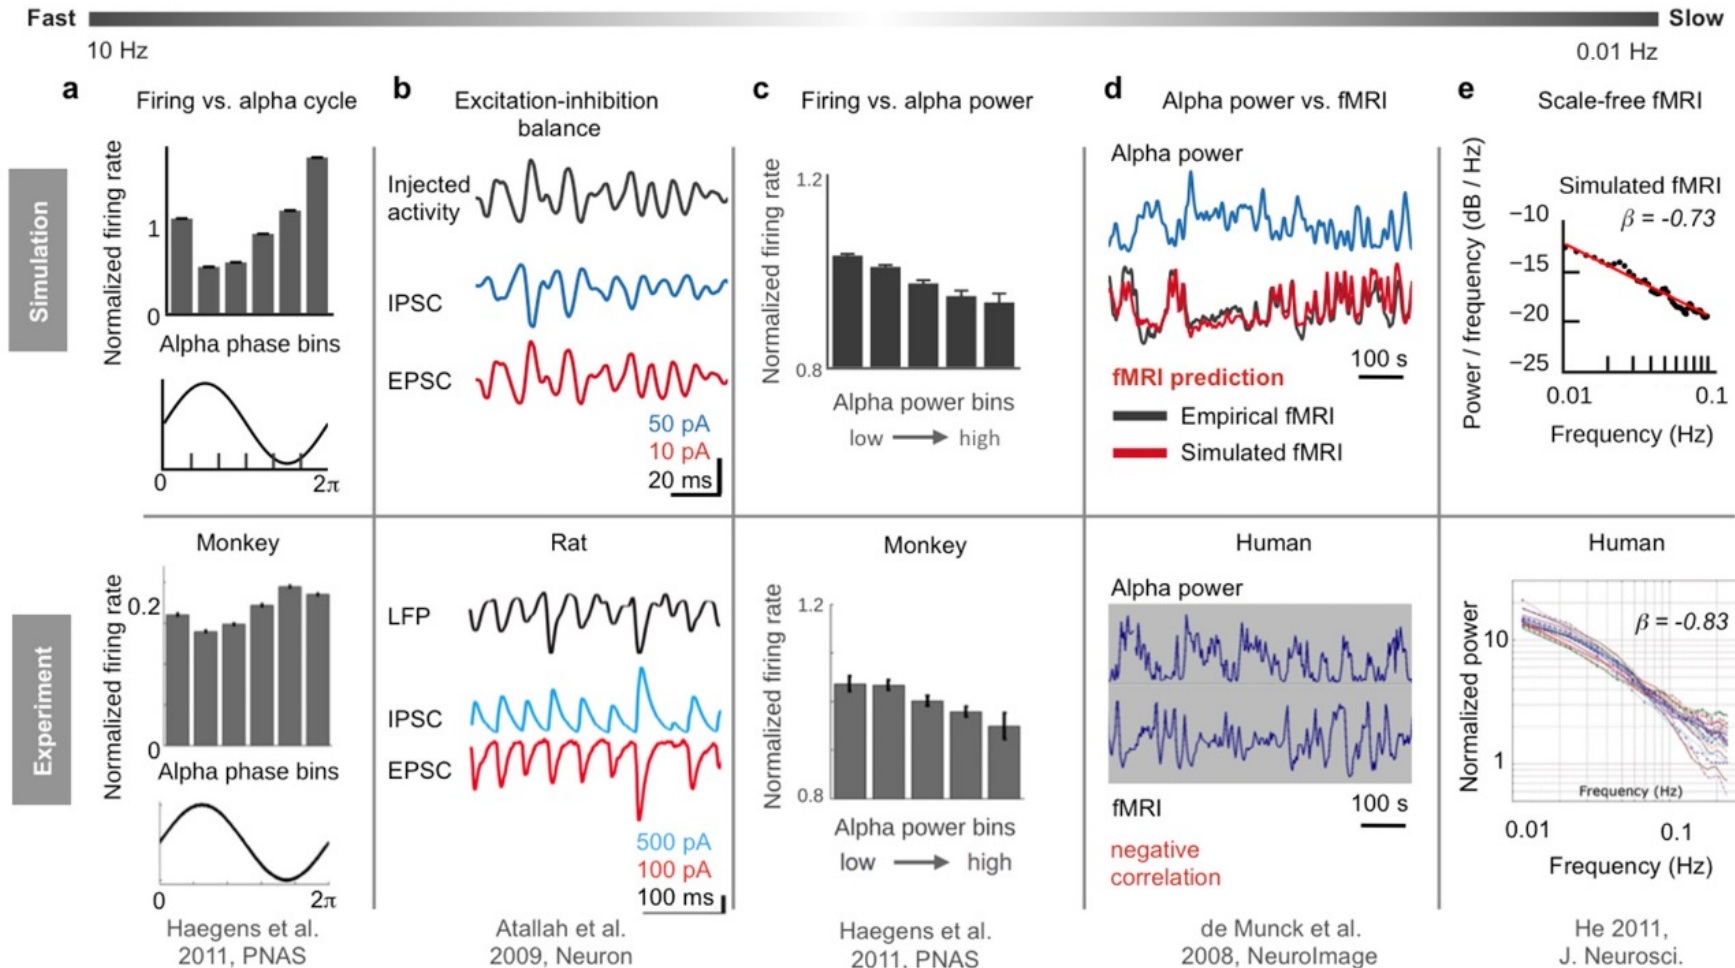 Fast
Slow
10 Hz
0.01 Hz
Simulation
a
Firing vs. alpha cycle
Normalized firing rate
1
0
Alpha phase bins
0
2π
b
Excitation-inhibition
balance
Injected
activity
IPSC
EPSC
50 pA
10 pA
20 ms
c
Firing vs. alpha power
Normalized firing rate
1.2
0.8
Alpha power bins
low
high
d
Alpha power vs. fMRI
Alpha power
100 s
fMRI prediction
Empirical fMRI
Simulated fMRI
e
Scale-free fMRI
Power / frequency (dB / Hz)
Simulated fMRI
β = -0.73
−10
−15
−20
−25
0.01
0.1
Frequency (Hz)
Experiment
Monkey
Normalized firing rate
0.2
0
Alpha phase bins
0
2π
Haegens et al.
2011, PNAS
Rat
LFP
IPSC
EPSC
500 pA
100 pA
100 ms
Atallah et al.
2009, Neuron
Monkey
Normalized firing rate
1.2
0.8
Alpha power bins
low
high
Haegens et al.
2011, PNAS
Human
Alpha power
fMRI
100 s
negative
correlation
de Munck et al.
2008, NeuroImage
Human
Normalized power
β = -0.83
10
1
Frequency (Hz)
0.01
0.1
Frequency (Hz)
He 2011,
J. Neurosci.